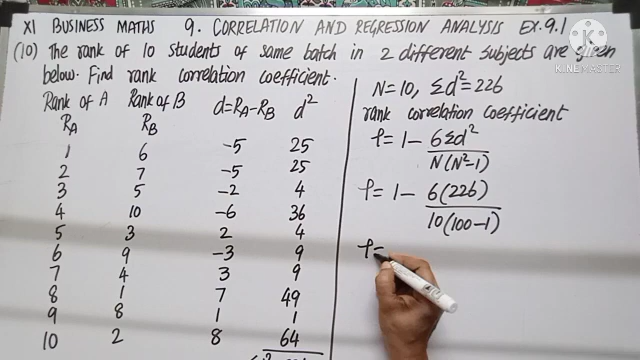 XI BUSINESS MATHS 9. CORRELATION AND REGRESSION ANALYSIS EX.9.1
(10) The rank of 10 students of same batch in 2 different subjects are given
below. Find rank correlation coefficient.
Rank of A Rank of B d=RA-RB d²
RA RB
1 6 -5 25
2 7 -5 25
3 5 -2 4
4 10 -6 36
5 3 2 4
6 9 -3 9
7 4 3 9
8 1 7 49
9 8 1 1
10 2 8 64
N=10, Σd²=226
rank correlation coefficient
ρ = 1 - 6Σd² / N(N²-1)
ρ = 1 - 6(226) / 10(100-1)
ρ=
Made with
KINEMASTER